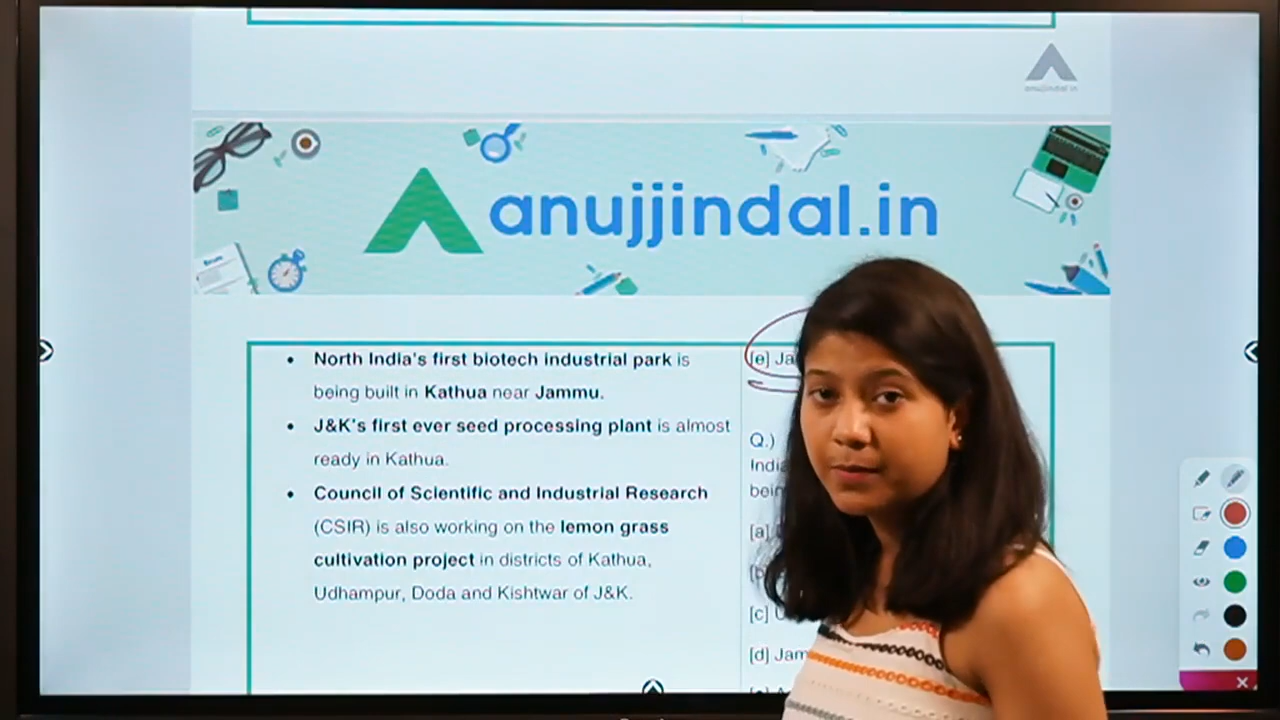 anujjindal.in
anujjindal.in
North India's first biotech industrial park is
being built in Kathua near Jammu.
J&K's first ever seed processing plant is almost
ready in Kathua.
Council of Scientific and Industrial Research
(CSIR) is also working on the lemon grass
cultivation project in districts of Kathua,
Udhampur, Doda and Kishtwar of J&K.
[e]
Q.)
[a]
[c]
[d]